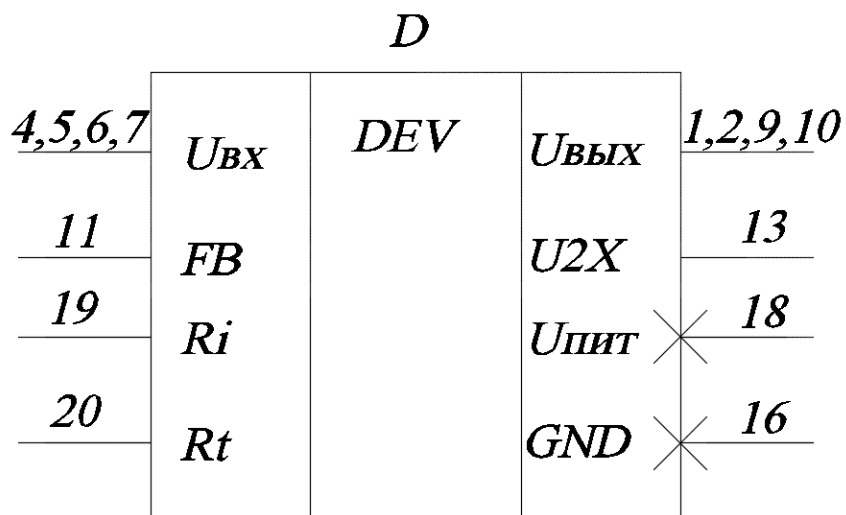 D
4,5,6,7 Uвх DEV Uвых 1,2,9,10
11 FB U2X 13
19 Ri Uпит 18
20 Rt GND 16